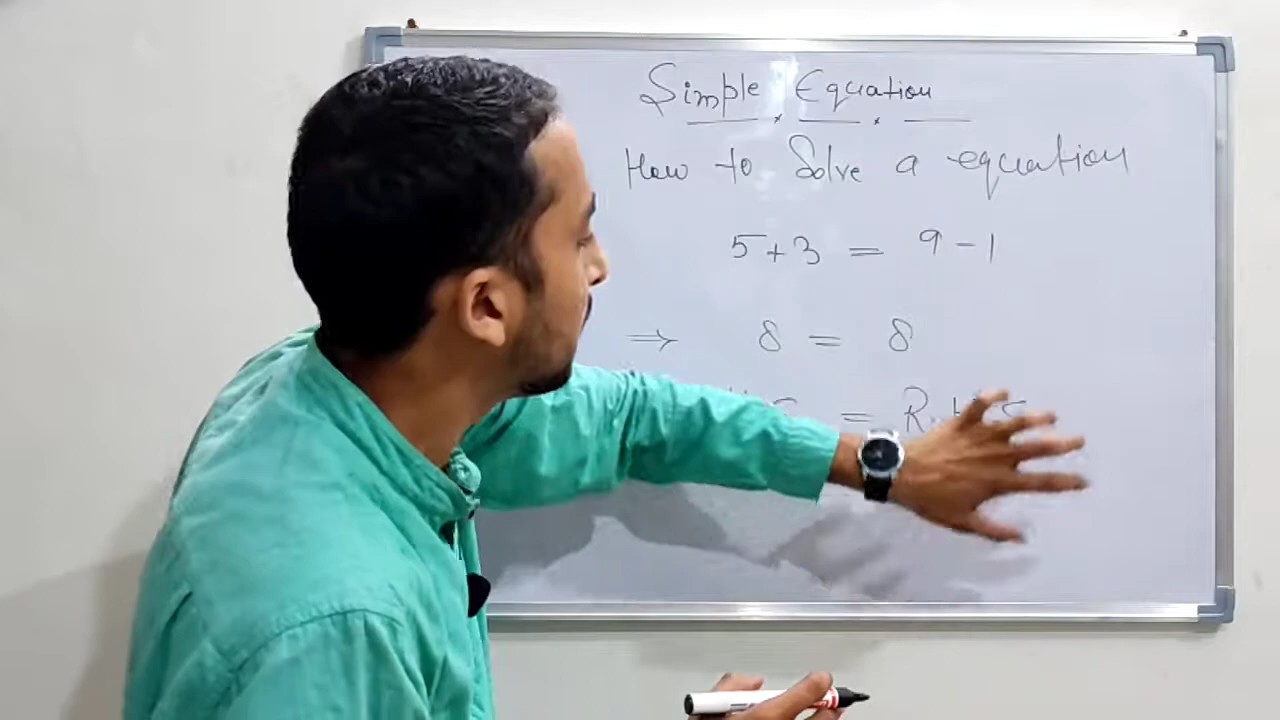 Simple Equation
How to Solve a equation
5+3 = 9-1
⇒ 8 = 8
= R.H.S